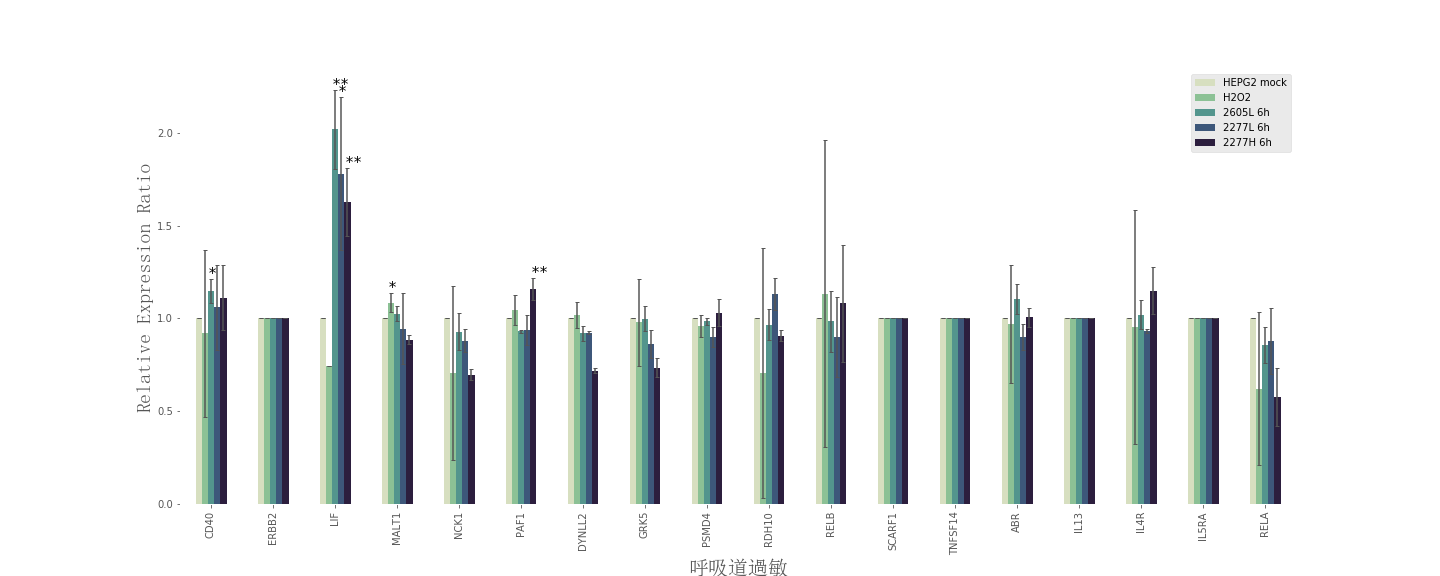 **
*
**
*
*
**
HEPG2 mock
H2O2
2605L 6h
2277L 6h
2277H 6h
Relative Expression Ratio
2.0
1.5
1.0
0.5
0.0
CD40
ERBB2
LIF
MALT1
NCK1
PAF1
DYNLL2
GRK5
PSMD4
RDH10
RELB
SCARF1
TNFSF14
ABR
IL13
IL4R
IL5RA
RELA
呼吸道過敏